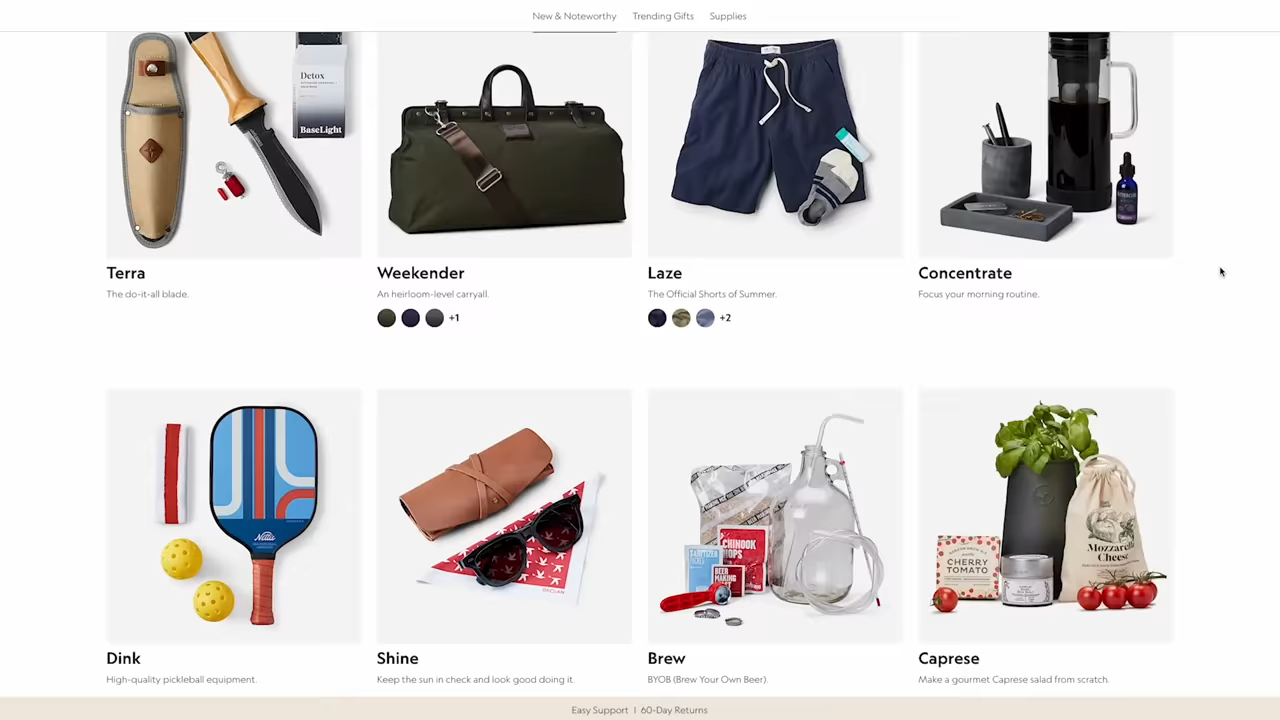 New & Noteworthy Trending Gifts Supplies
Detox
BaseLight
Terra
The do-it-all blade.
Weekender
An heirloom-level carryall.
+1
Laze
The Official Shorts of Summer.
+2
Concentrate
Focus your morning routine.
CHINOOK
HOPS
BEER
MAKING
CHERRY
TOMATO
Mozzarella
Cheese
DECLAN
Dink
High-quality pickleball equipment.
Shine
Keep the sun in check and look good doing it.
Brew
BYOB (Brew Your Own Beer).
Caprese
Make a gourmet Caprese salad from scratch.
Easy Support | 60-Day Returns